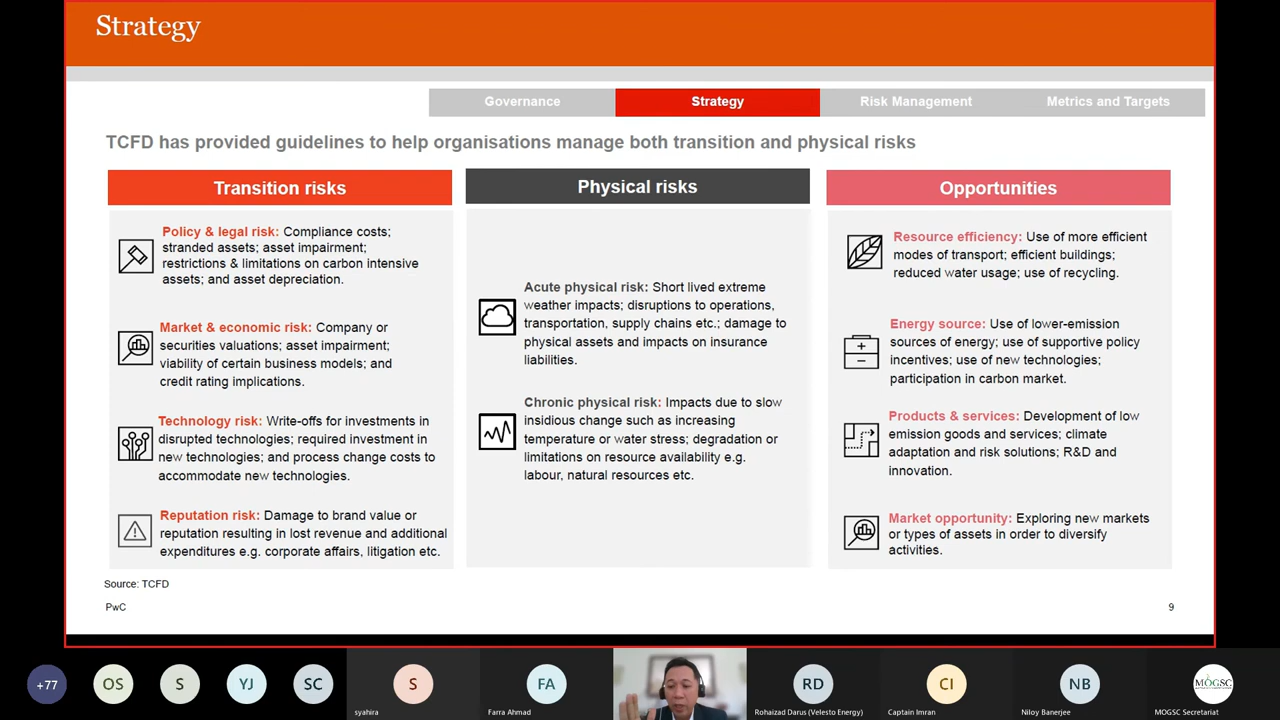 Strategy
Governance
Strategy
Risk Management
Metrics and Targets
TCFD has provided guidelines to help organisations manage both transition and physical risks
Transition risks
Policy & legal risk: Compliance costs;
stranded assets; asset impairment;
restrictions & limitations on carbon intensive
assets; and asset depreciation.
Market & economic risk: Company or
securities valuations; asset impairment;
viability of certain business models; and
credit rating implications.
Technology risk: Write-offs for investments in
disrupted technologies; required investment in
new technologies; and process change costs to
accommodate new technologies.
Reputation risk: Damage to brand value or
reputation resulting in lost revenue and additional
expenditures e.g. corporate affairs, litigation etc.
Physical risks
Acute physical risk: Short lived extreme
weather impacts; disruptions to operations,
transportation, supply chains etc.; damage to
physical assets and impacts on insurance
liabilities.
Chronic physical risk: Impacts due to slow
insidious change such as increasing
temperature or water stress; degradation or
limitations on resource availability e.g.
labour, natural resources etc.
Opportunities
Resource efficiency: Use of more efficient
modes of transport; efficient buildings;
reduced water usage; use of recycling.
Energy source: Use of lower-emission
sources of energy; use of supportive policy
incentives; use of new technologies;
participation in carbon market.
Products & services: Development of low
emission goods and services; climate
adaptation and risk solutions; R&D and
innovation.
Market opportunity: Exploring new markets
or types of assets in order to diversify
activities.
Source: TCFD
PwC
9
+77
OS
S
YJ
SC
S
syahira
FA
Farra Ahmad
RD
Rohaizad Darus (Velesto Energy)
CI
Captain Imran
NB
Niloy Banerjee
MOGSC
MOGSC Secretariat